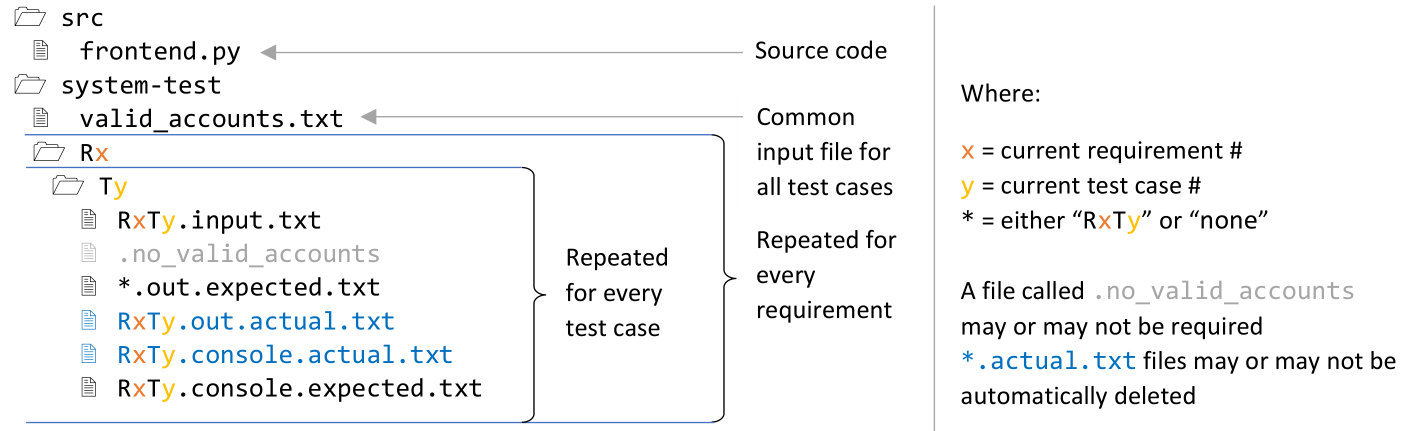 src
frontend.py
Source code
system-test
valid_accounts.txt
Common
input file for
all test cases
Rx
Ty
RxTy.input.txt
.no_valid_accounts
*.out.expected.txt
RxTy.out.actual.txt
RxTy.console.actual.txt
RxTy.console.expected.txt
Repeated
for every
test case
Repeated for
every
requirement
Where:
x = current requirement #
y = current test case #
* = either “RxTy” or “none”
A file called .no_valid_accounts
may or may not be required
*.actual.txt files may or may not be
automatically deleted